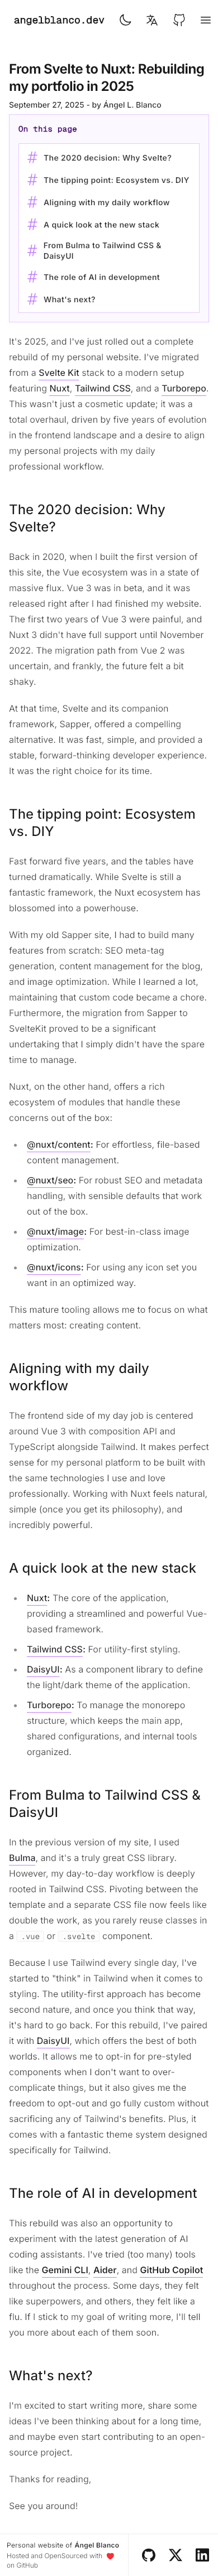 angelblanco.dev
From Svelte to Nuxt: Rebuilding
my portfolio in 2025
September 27, 2025 - by Ángel L. Blanco
On this page
The 2020 decision: Why Svelte?
The tipping point: Ecosystem vs. DIY
Aligning with my daily workflow
A quick look at the new stack
From Bulma to Tailwind CSS &
DaisyUI
The role of AI in development
What's next?
It's 2025, and I've just rolled out a complete
rebuild of my personal website. I've migrated
from a Svelte Kit stack to a modern setup
featuring Nuxt, Tailwind CSS, and a Turborepo.
This wasn't just a cosmetic update; it was a
total overhaul, driven by five years of evolution
in the frontend landscape and a desire to align
my personal projects with my daily
professional workflow.
The 2020 decision: Why
Svelte?
Back in 2020, when I built the first version of
this site, the Vue ecosystem was in a state of
massive flux. Vue 3 was in beta, and it was
released right after I had finished my website.
The first two years of Vue 3 were painful, and
Nuxt 3 didn't have full support until November
2022. The migration path from Vue 2 was
uncertain, and frankly, the future felt a bit
shaky.
At that time, Svelte and its companion
framework, Sapper, offered a compelling
alternative. It was fast, simple, and provided a
stable, forward-thinking developer experience.
It was the right choice for its time.
The tipping point: Ecosystem
vs. DIY
Fast forward five years, and the tables have
turned dramatically. While Svelte is still a
fantastic framework, the Nuxt ecosystem has
blossomed into a powerhouse.
With my old Sapper site, I had to build many
features from scratch: SEO meta-tag
generation, content management for the blog,
and image optimization. While I learned a lot,
maintaining that custom code became a chore.
Furthermore, the migration from Sapper to
SvelteKit proved to be a significant
undertaking that I simply didn't have the spare
time to manage.
Nuxt, on the other hand, offers a rich
ecosystem of modules that handle these
concerns out of the box:
@nuxt/content: For effortless, file-based
content management.
@nuxt/seo: For robust SEO and metadata
handling, with sensible defaults that work
out of the box.
@nuxt/image: For best-in-class image
optimization.
@nuxt/icons: For using any icon set you
want in an optimized way.
This mature tooling allows me to focus on what
matters most: creating content.
Aligning with my daily
workflow
The frontend side of my day job is centered
around Vue 3 with composition API and
TypeScript alongside Tailwind. It makes perfect
sense for my personal platform to be built with
the same technologies I use and love
professionally. Working with Nuxt feels natural,
simple (once you get its philosophy), and
incredibly powerful.
A quick look at the new stack
Nuxt: The core of the application,
providing a streamlined and powerful Vue-
based framework.
Tailwind CSS: For utility-first styling.
DaisyUI: As a component library to define
the light/dark theme of the application.
Turborepo: To manage the monorepo
structure, which keeps the main app,
shared configurations, and internal tools
organized.
From Bulma to Tailwind CSS &
DaisyUI
In the previous version of my site, I used
Bulma, and it's a truly great CSS library.
However, my day-to-day workflow is deeply
rooted in Tailwind CSS. Pivoting between the
template and a separate CSS file now feels like
double the work, as you rarely reuse classes in
a .vue or .svelte component.
Because I use Tailwind every single day, I've
started to "think" in Tailwind when it comes to
styling. The utility-first approach has become
second nature, and once you think that way,
it's hard to go back. For this rebuild, I've paired
it with DaisyUI, which offers the best of both
worlds. It allows me to opt-in for pre-styled
components when I don't want to over-
complicate things, but it also gives me the
freedom to opt-out and go fully custom without
sacrificing any of Tailwind's benefits. Plus, it
comes with a fantastic theme system designed
specifically for Tailwind.
The role of AI in development
This rebuild was also an opportunity to
experiment with the latest generation of AI
coding assistants. I've tried (too many) tools
like the Gemini CLI, Aider, and GitHub Copilot
throughout the process. Some days, they felt
like superpowers, and others, they felt like a
flu. If I stick to my goal of writing more, I'll tell
you more about each of them soon.
What's next?
I'm excited to start writing more, share some
ideas I've been thinking about for a long time,
and maybe even start contributing to an open-
source project.
Thanks for reading,
See you around!
Personal website of Ángel Blanco
Hosted and OpenSourced with
on GitHub